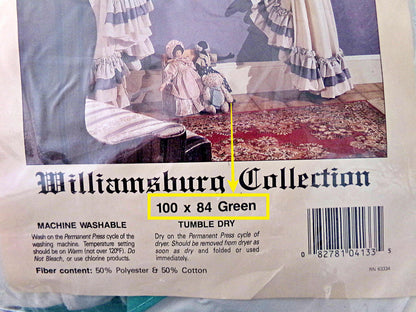 Williamsburg Collection
100 x 84 Green
MACHINE WASHABLE
Wash on the Permanent Press cycle of the
washing machine. Temperature setting
should be on Warm (not over 120°F). Do
Not Bleach, or use chlorine products.
TUMBLE DRY
Dry on the Permanent Press cycle of
dryer. Should be removed from dryer as
soon as dry and folded or used
immediately.
Fiber content: 50% Polyester & 50% Cotton
0 82781 04133 5
RN 63334